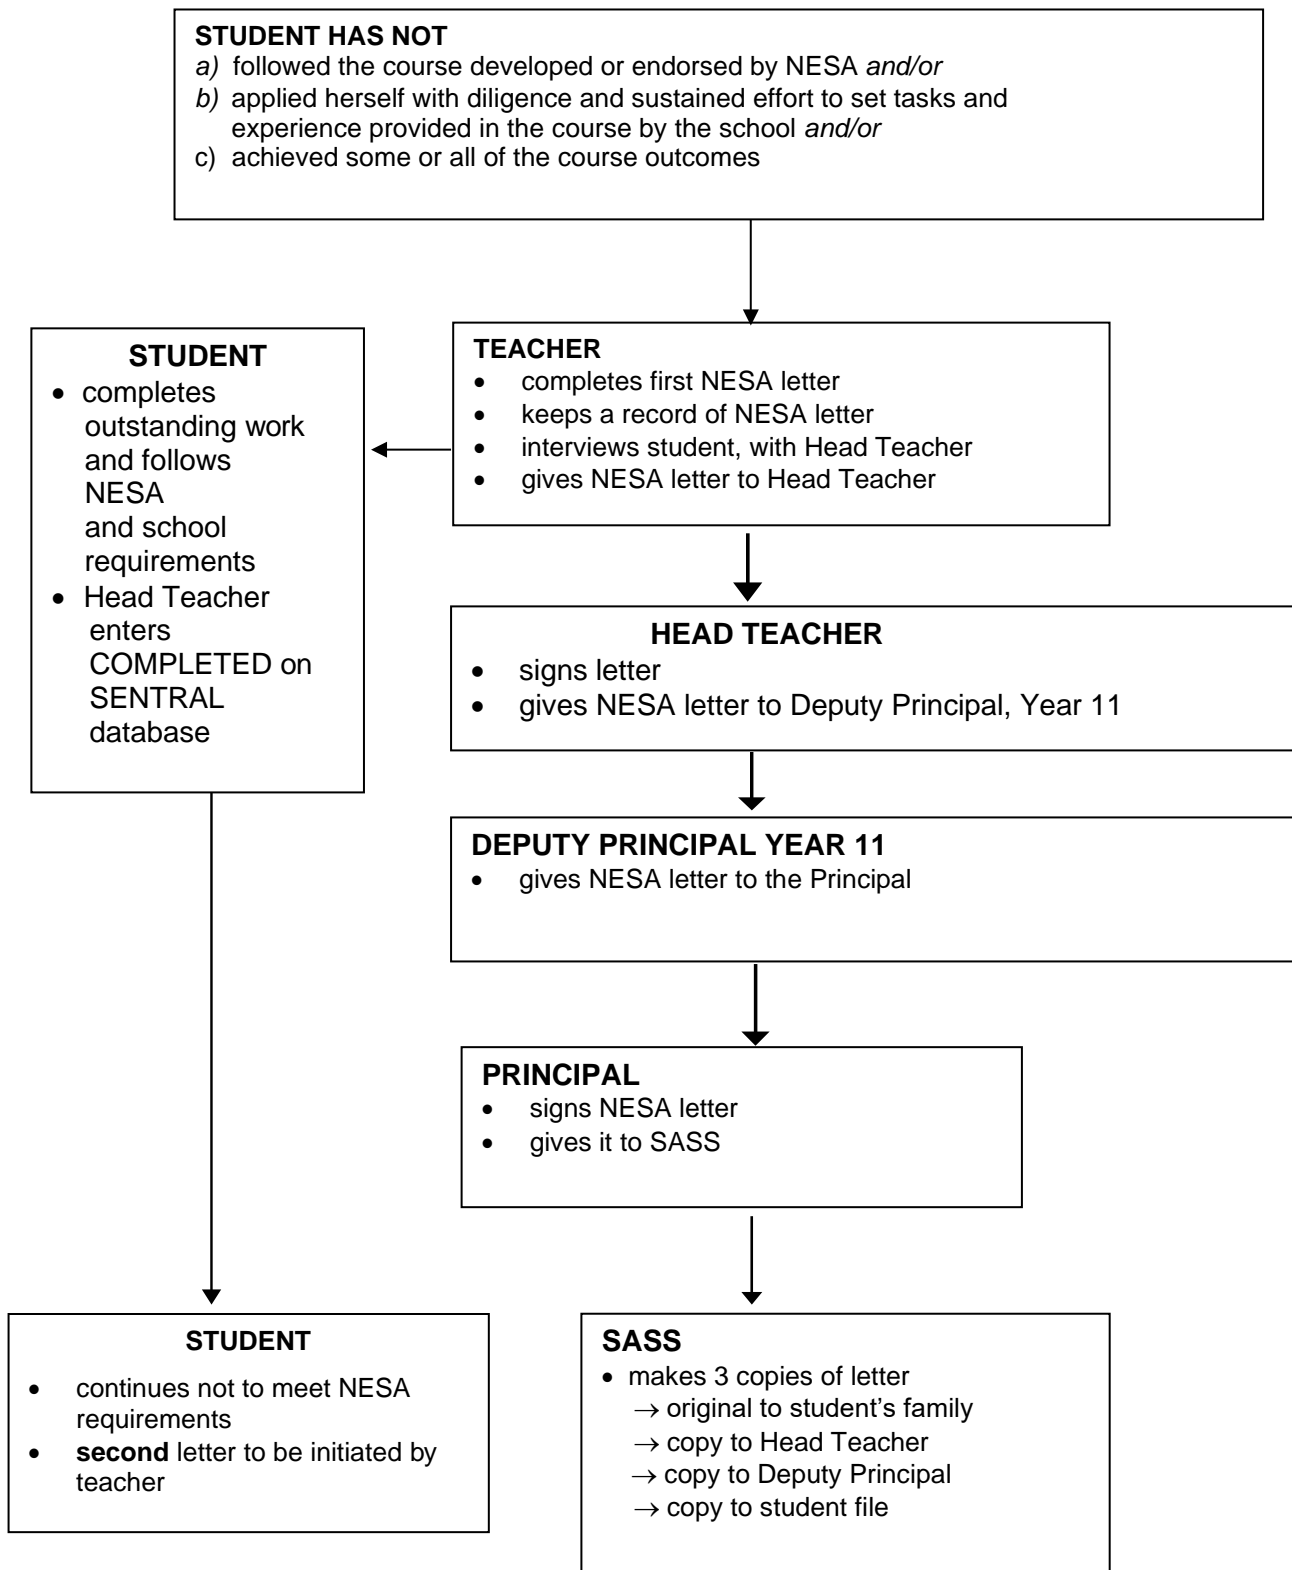 STUDENT HAS NOT
a) followed the course developed or endorsed by NESA and/or
b) applied herself with diligence and sustained effort to set tasks and
experience provided in the course by the school and/or
c) achieved some or all of the course outcomes
STUDENT
• completes
outstanding work
and follows
NESA
and school
requirements
• Head Teacher
enters
COMPLETED on
SENTRAL
database
TEACHER
• completes first NESA letter
• keeps a record of NESA letter
• interviews student, with Head Teacher
• gives NESA letter to Head Teacher
HEAD TEACHER
• signs letter
• gives NESA letter to Deputy Principal, Year 11
DEPUTY PRINCIPAL YEAR 11
• gives NESA letter to the Principal
PRINCIPAL
• signs NESA letter
• gives it to SASS
STUDENT
• continues not to meet NESA
requirements
• second letter to be initiated by
teacher
SASS
• makes 3 copies of letter
→ original to student’s family
→ copy to Head Teacher
→ copy to Deputy Principal
→ copy to student file